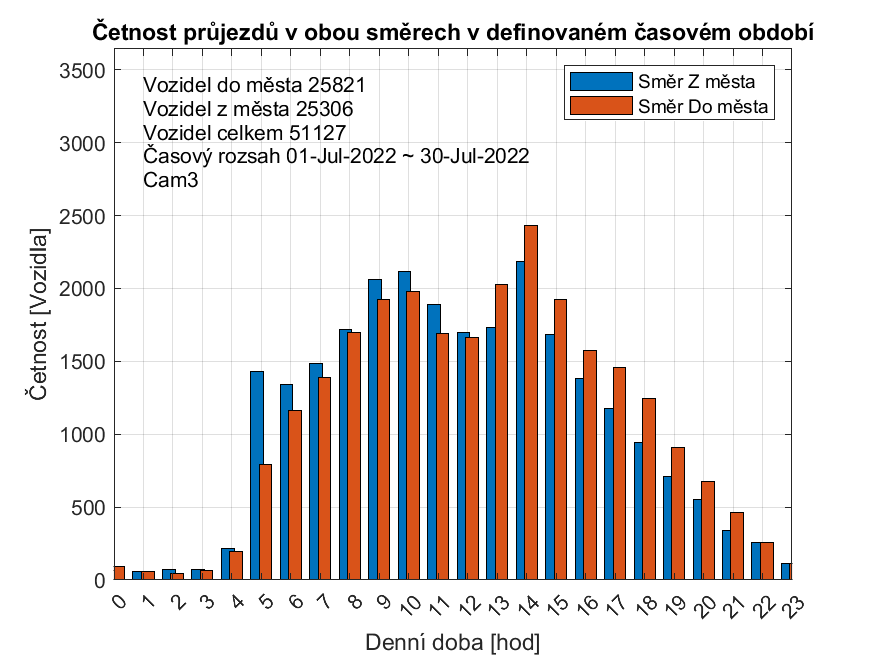 Četnost průjezdů v obou směrech v definovaném časovém období
Vozidel do města 25821
Vozidel z města 25306
Vozidel celkem 51127
Časový rozsah 01-Jul-2022 ~ 30-Jul-2022
Cam3
Směr Z města
Směr Do města
Četnost [Vozidla]
3500
3000
2500
2000
1500
1000
500
0
0 1 2 3 4 5 6 7 8 9 10 11 12 13 14 15 16 17 18 19 20 21 22 23
Denní doba [hod]